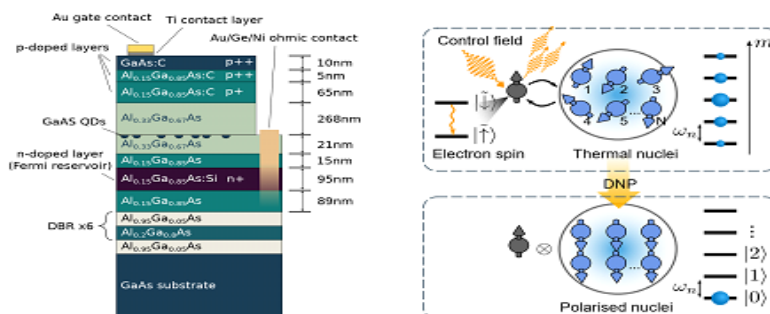 Au gate contact
Ti contact layer
Au/Ge/Ni ohmic contact
p-doped layers
GaAs:C p++
10nm
Al0.15Ga0.85As:C p++
5nm
Al0.15Ga0.85As:C p+
65nm
Al0.33Ga0.67As
268nm
GaAS QDs
Al0.33Ga0.67As
21nm
n-doped layer
(Fermi reservoir)
Al0.15Ga0.85As
15nm
Al0.15Ga0.85As:Si n+
95nm
Al0.15Ga0.85As
89nm
DBR x6
Al0.95Ga0.05As
Al0.2Ga0.8As
Al0.95Ga0.05As
GaAs substrate
Control field
|↓̃⟩
|↑⟩
Electron spin
1 2 3
4 5 ... N
Thermal nuclei
m
ωn
DNP
⊗
...
Polarised nuclei
⋮
|2⟩
|1⟩
|0⟩
ωn